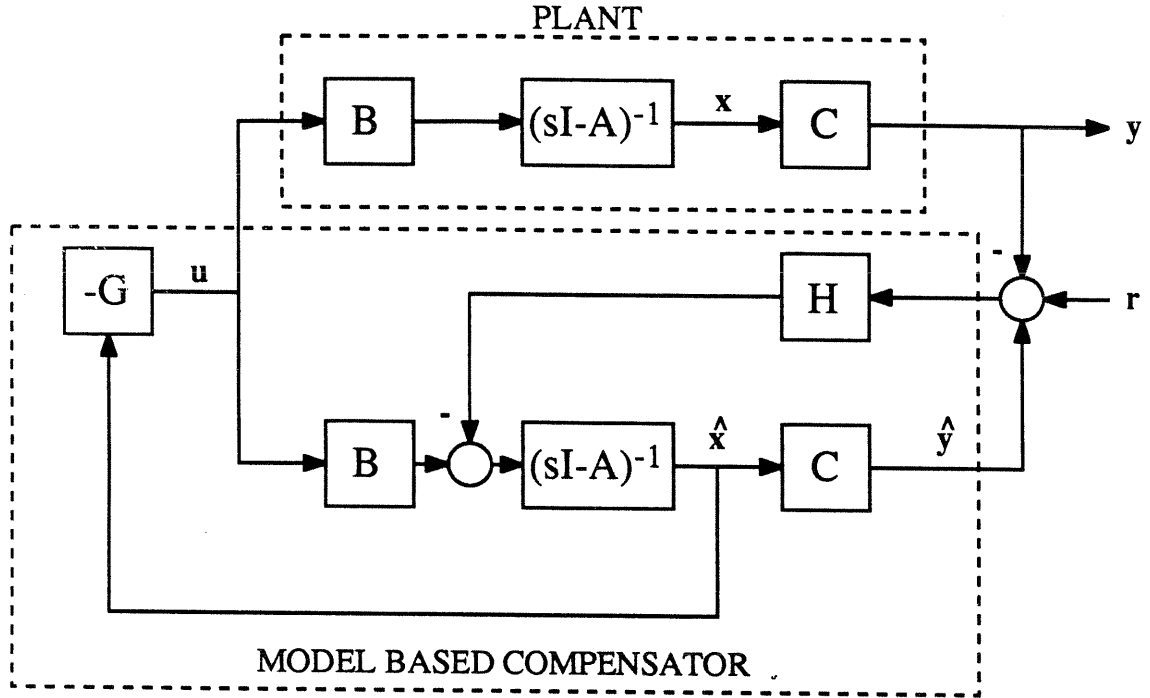 PLANT
B
(sI-A)⁻¹
x
C
y
-G
u
H
-
r
-
B
(sI-A)⁻¹
x̂
C
ŷ
MODEL BASED COMPENSATOR